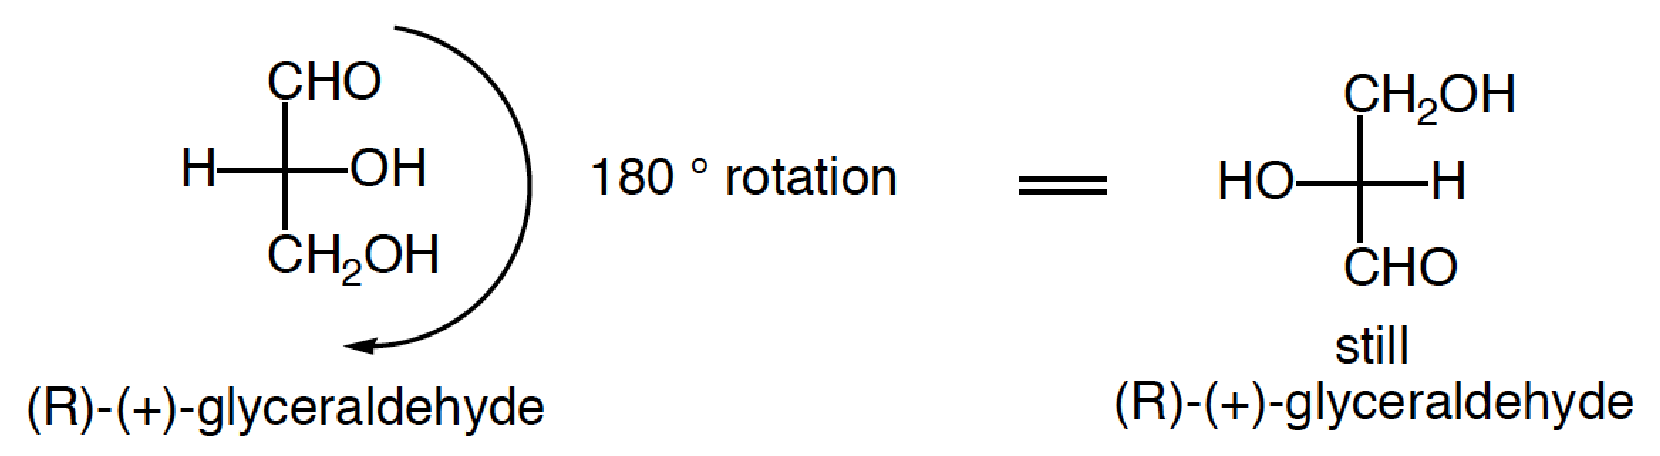 CHO
H OH
CH₂OH
(R)-(+)-glyceraldehyde
180 ° rotation
=
CH₂OH
HO H
CHO
still
(R)-(+)-glyceraldehyde